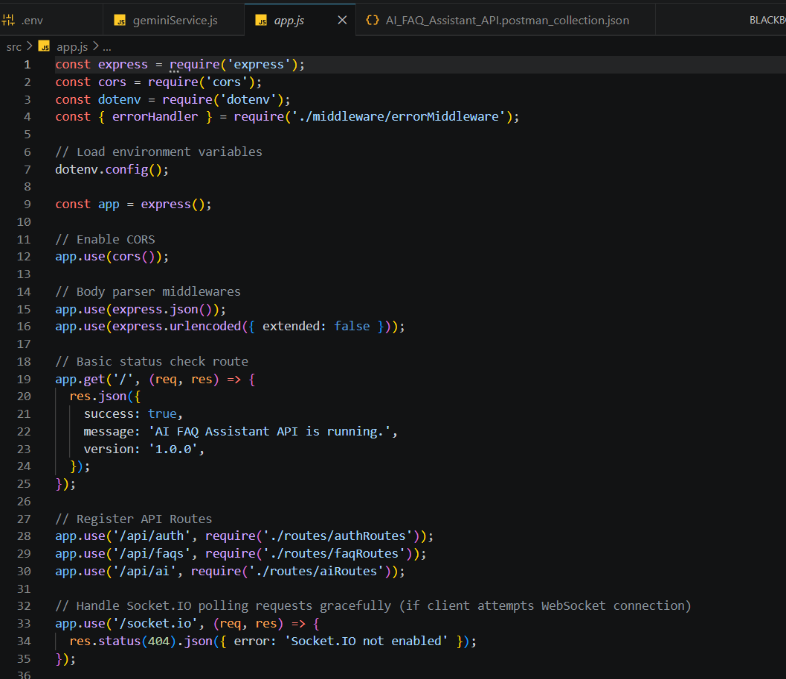 .env
geminiService.js
app.js
AI_FAQ_Assistant_API.postman_collection.json
src > app.js > ...
1 const express = require('express');
2 const cors = require('cors');
3 const dotenv = require('dotenv');
4 const { errorHandler } = require('./middleware/errorMiddleware');
5
6 // Load environment variables
7 dotenv.config();
8
9 const app = express();
10
11 // Enable CORS
12 app.use(cors());
13
14 // Body parser middlewares
15 app.use(express.json());
16 app.use(express.urlencoded({ extended: false }));
17
18 // Basic status check route
19 app.get('/', (req, res) => {
20   res.json({
21     success: true,
22     message: 'AI FAQ Assistant API is running.',
23     version: '1.0.0',
24   });
25 });
26
27 // Register API Routes
28 app.use('/api/auth', require('./routes/authRoutes'));
29 app.use('/api/faqs', require('./routes/faqRoutes'));
30 app.use('/api/ai', require('./routes/aiRoutes'));
31
32 // Handle Socket.IO polling requests gracefully (if client attempts WebSocket connection)
33 app.use('/socket.io', (req, res) => {
34   res.status(404).json({ error: 'Socket.IO not enabled' });
35 });
36